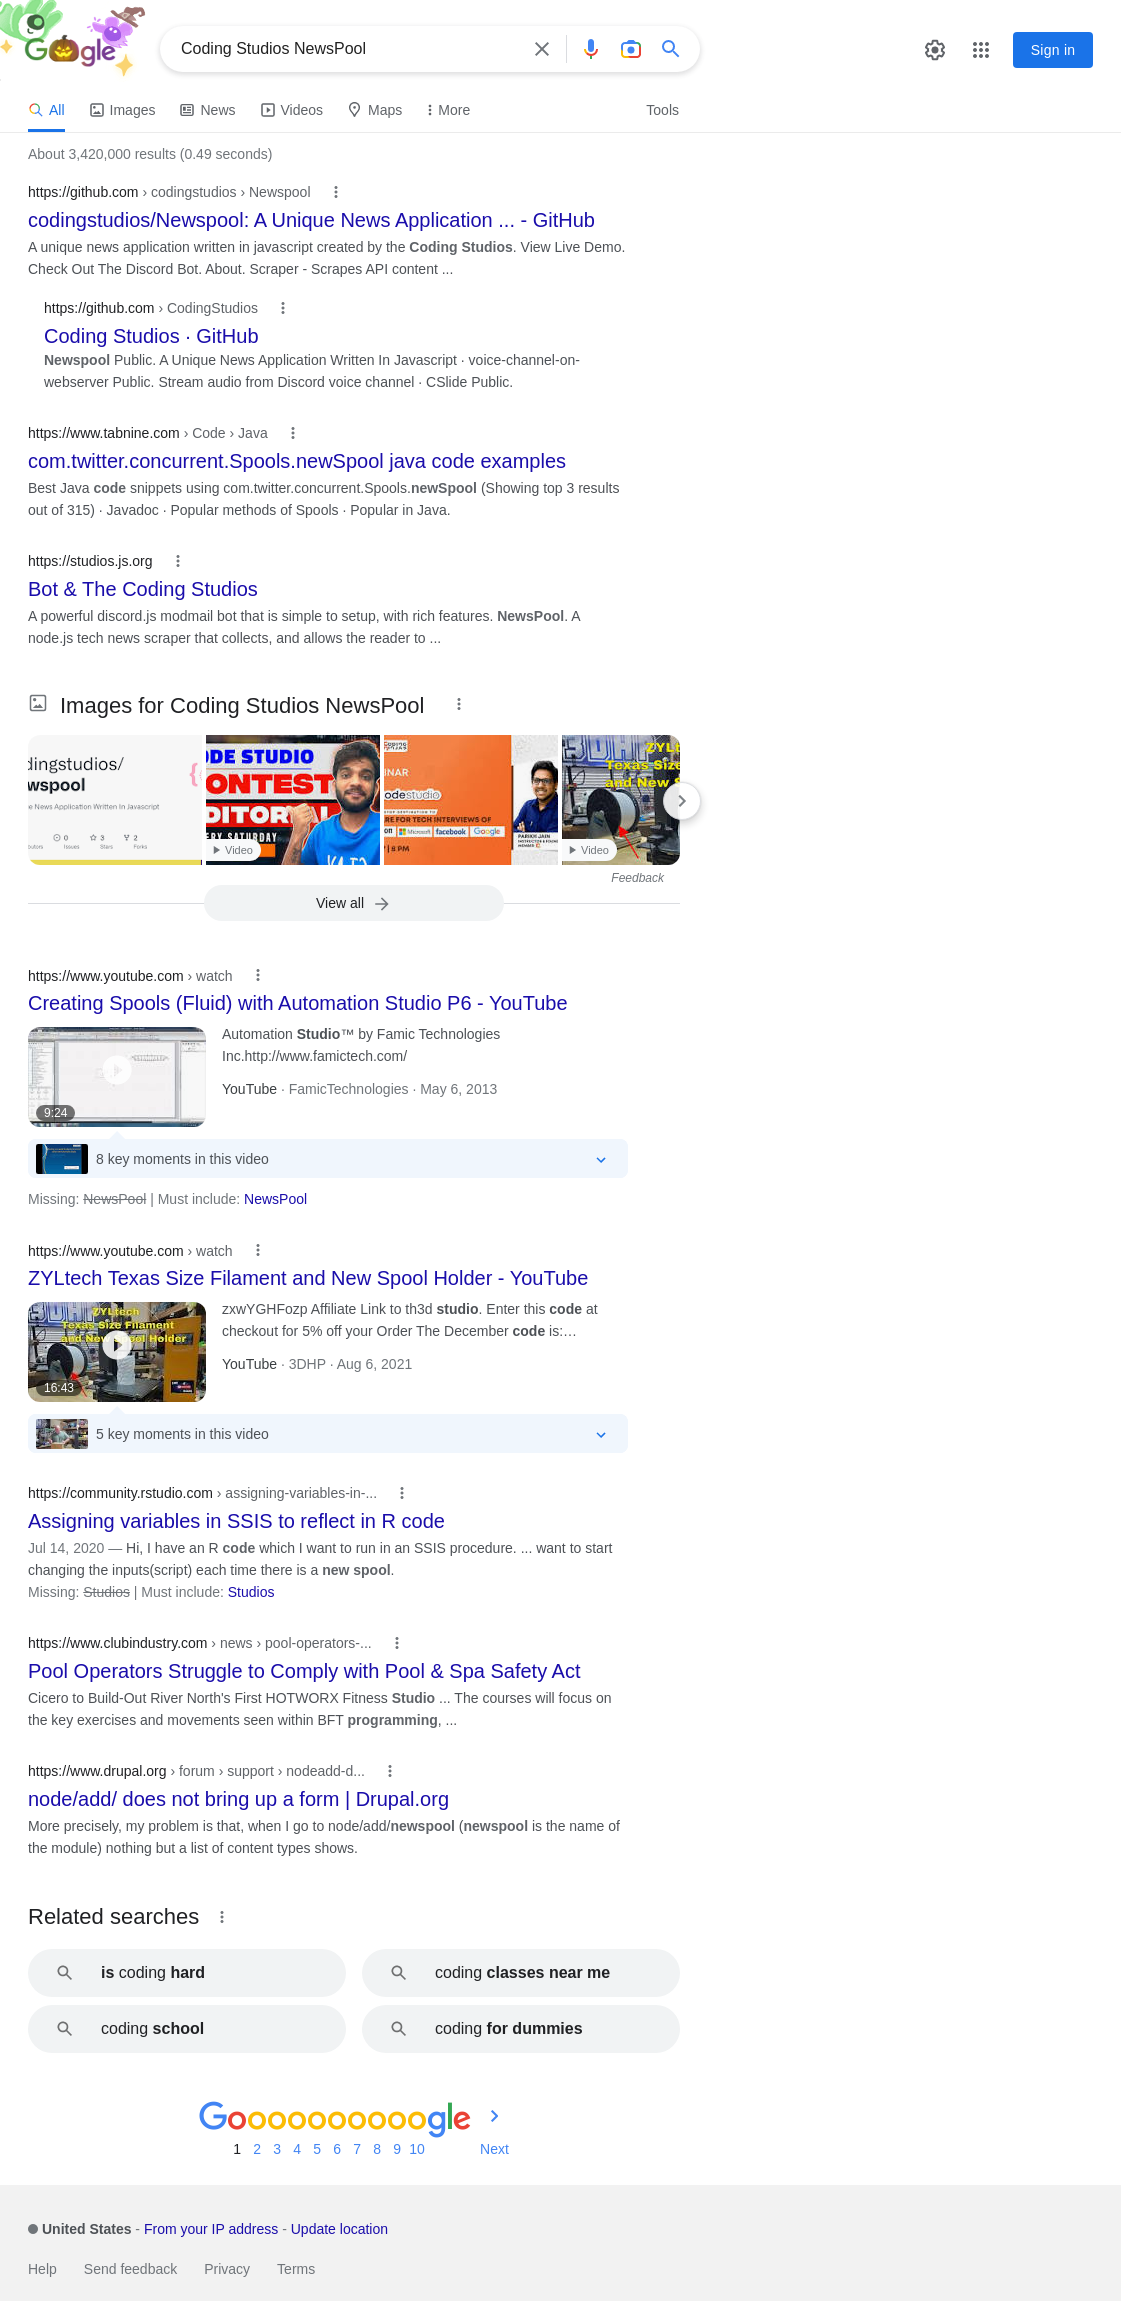 Google
Coding Studios NewsPool
Sign in
All
Images
News
Videos
Maps
More
Tools
About 3,420,000 results (0.49 seconds)
https://github.com › codingstudios › Newspool
codingstudios/Newspool: A Unique News Application ... - GitHub
A unique news application written in javascript created by the Coding Studios. View Live Demo.
Check Out The Discord Bot. About. Scraper - Scrapes API content ...
https://github.com › CodingStudios
Coding Studios · GitHub
Newspool Public. A Unique News Application Written In Javascript · voice-channel-on-
webserver Public. Stream audio from Discord voice channel · CSlide Public.
https://www.tabnine.com › Code › Java
com.twitter.concurrent.Spools.newSpool java code examples
Best Java code snippets using com.twitter.concurrent.Spools.newSpool (Showing top 3 results
out of 315) · Javadoc · Popular methods of Spools · Popular in Java.
https://studios.js.org
Bot & The Coding Studios
A powerful discord.js modmail bot that is simple to setup, with rich features. NewsPool. A
node.js tech news scraper that collects, and allows the reader to ...
Images for Coding Studios NewsPool
dingstudios/
wspool
e News Application Written In Javascript
0
3
2
Issues
Stars
Forks
ODE STUDIO
ONTEST
DITORIAL
ERY SATURDAY
Video
CODING
INAR
codestudio
RE FOR TECH INTERVIEWS OF
Microsoft
facebook
Google
PARIKH JAIN
| 8 PM
3DHP
ZYLt
Texas Size
and New S
Video
Feedback
View all
https://www.youtube.com › watch
Creating Spools (Fluid) with Automation Studio P6 - YouTube
Automation Studio™ by Famic Technologies
Inc.http://www.famictech.com/
YouTube · FamicTechnologies · May 6, 2013
9:24
8 key moments in this video
Missing: NewsPool | Must include: NewsPool
https://www.youtube.com › watch
ZYLtech Texas Size Filament and New Spool Holder - YouTube
ZYLtech
Texas Size Filament
and New Spool Holder
16:43
zxwYGHFozp Affiliate Link to th3d studio. Enter this code at
checkout for 5% off your Order The December code is:…
YouTube · 3DHP · Aug 6, 2021
5 key moments in this video
https://community.rstudio.com › assigning-variables-in-...
Assigning variables in SSIS to reflect in R code
Jul 14, 2020 — Hi, I have an R code which I want to run in an SSIS procedure. ... want to start
changing the inputs(script) each time there is a new spool.
Missing: Studios | Must include: Studios
https://www.clubindustry.com › news › pool-operators-...
Pool Operators Struggle to Comply with Pool & Spa Safety Act
Cicero to Build-Out River North's First HOTWORX Fitness Studio ... The courses will focus on
the key exercises and movements seen within BFT programming, ...
https://www.drupal.org › forum › support › nodeadd-d...
node/add/ does not bring up a form | Drupal.org
More precisely, my problem is that, when I go to node/add/newspool (newspool is the name of
the module) nothing but a list of content types shows.
Related searches
is coding hard
coding classes near me
coding school
coding for dummies
Goooooooooogle
1 2 3 4 5 6 7 8 9 10 Next
United States - From your IP address - Update location
Help
Send feedback
Privacy
Terms